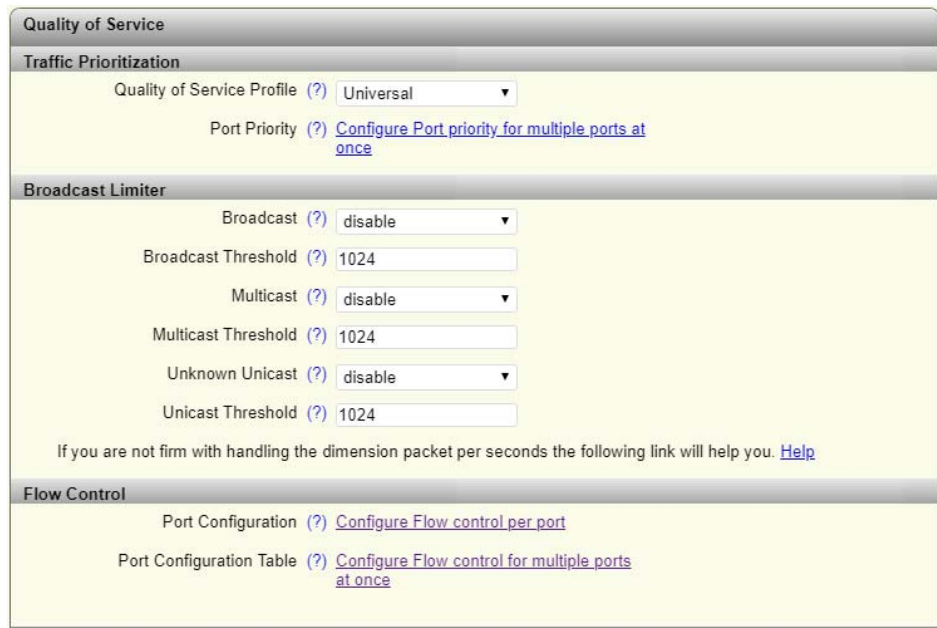 Quality of Service
Traffic Prioritization
Quality of Service Profile (?) Universal
Port Priority (?) Configure Port priority for multiple ports at
once
Broadcast Limiter
Broadcast (?) disable
Broadcast Threshold (?) 1024
Multicast (?) disable
Multicast Threshold (?) 1024
Unknown Unicast (?) disable
Unicast Threshold (?) 1024
If you are not firm with handling the dimension packet per seconds the following link will help you. Help
Flow Control
Port Configuration (?) Configure Flow control per port
Port Configuration Table (?) Configure Flow control for multiple ports
at once